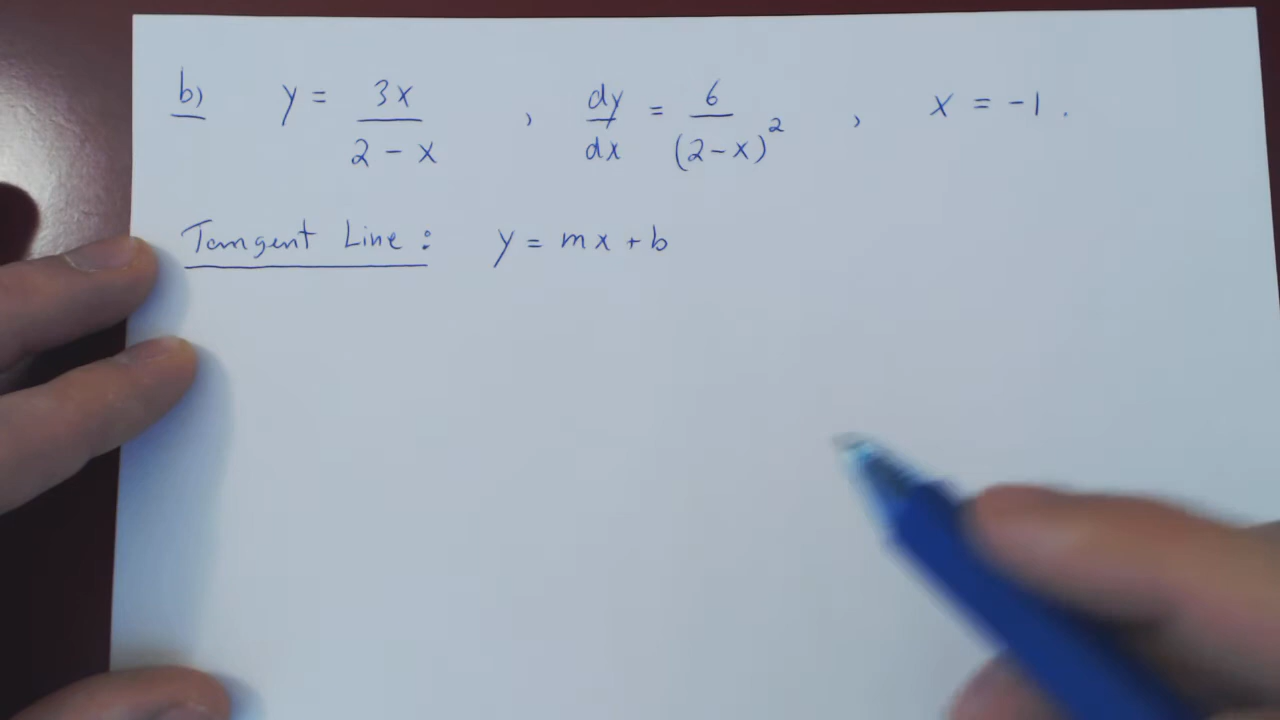 b) y = 3x / (2 - x) , dy/dx = 6 / (2-x)² , x = -1 .
Tangent Line : y = mx + b